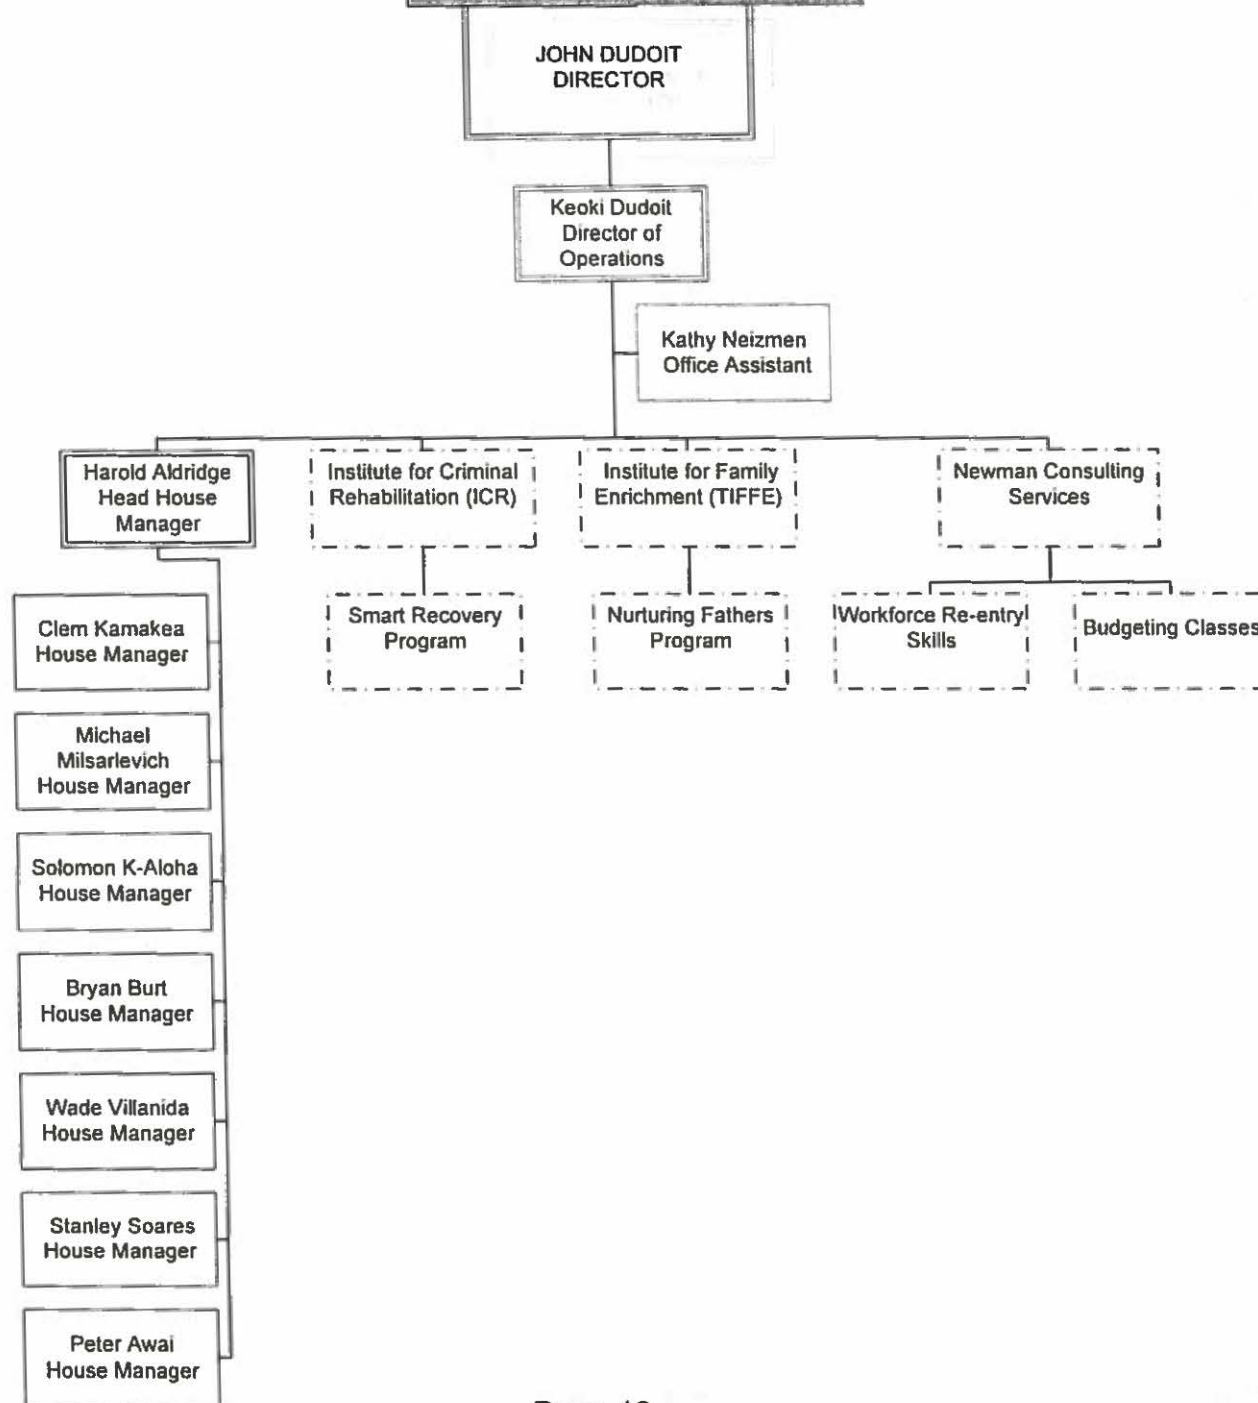 JOHN DUDOIT
DIRECTOR
Keoki Dudoit
Director of
Operations
Kathy Neizmen
Office Assistant
Harold Aldridge
Head House
Manager
Institute for Criminal
Rehabilitation (ICR)
Institute for Family
Enrichment (TIFFE)
Newman Consulting
Services
Smart Recovery
Program
Nurturing Fathers
Program
Workforce Re-entry
Skills
Budgeting Classes
Clem Kamakea
House Manager
Michael
Milsarlevich
House Manager
Solomon K-Aloha
House Manager
Bryan Burt
House Manager
Wade Villanida
House Manager
Stanley Soares
House Manager
Peter Awai
House Manager